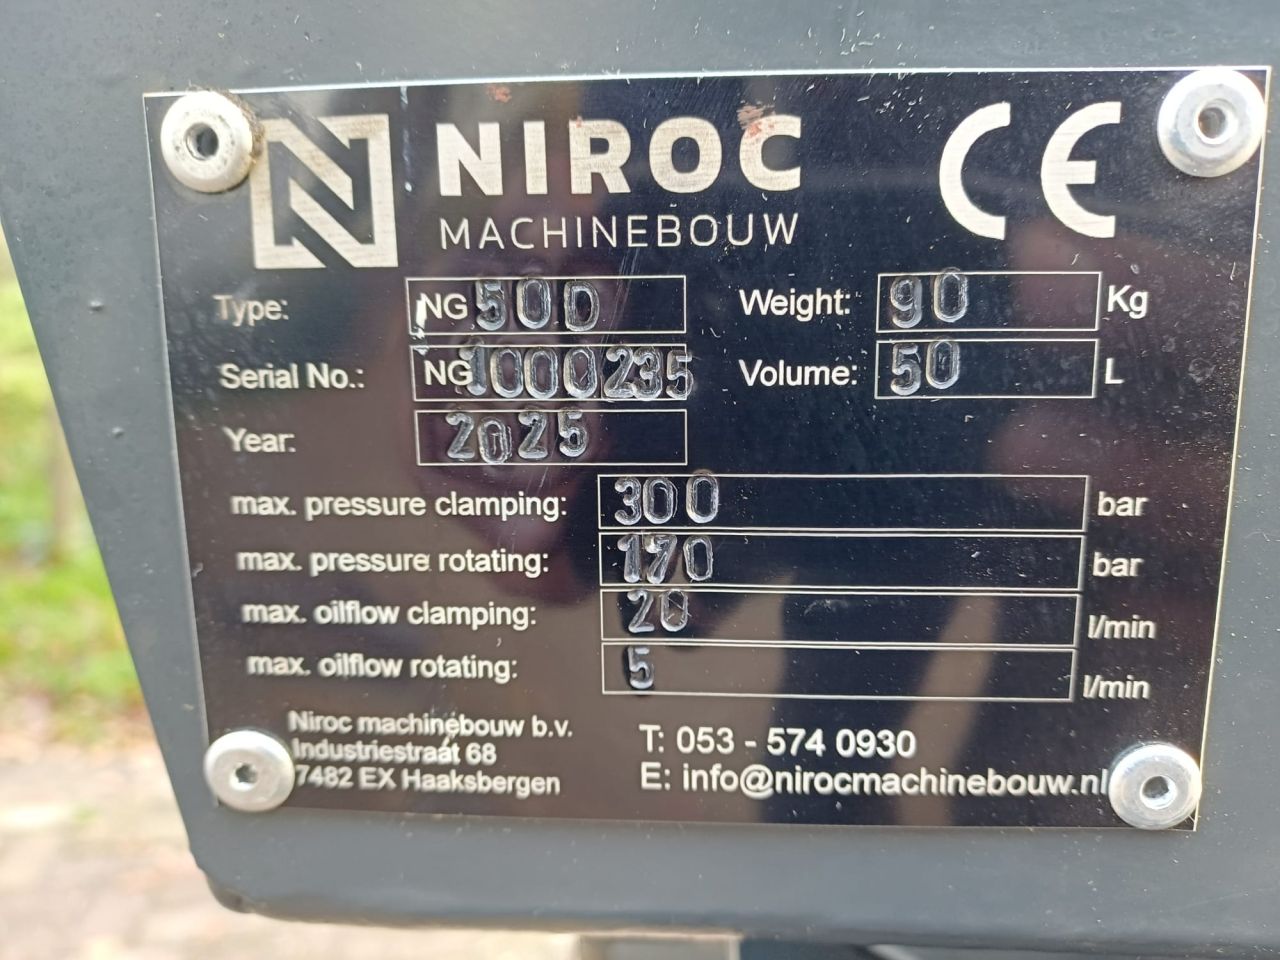 NIROC
MACHINEBOUW
CE
Type: NG 50D
Weight: 90 Kg
Serial No.: NG1000235
Volume: 50 L
Year: 2025
max. pressure clamping: 300 bar
max. pressure rotating: 170 bar
max. oilflow clamping: 20 l/min
max. oilflow rotating: 5 l/min
Niroc machinebouw b.v.
Industriestraat 68
7482 EX Haaksbergen
T: 053 - 574 0930
E: info@nirocmachinebouw.nl